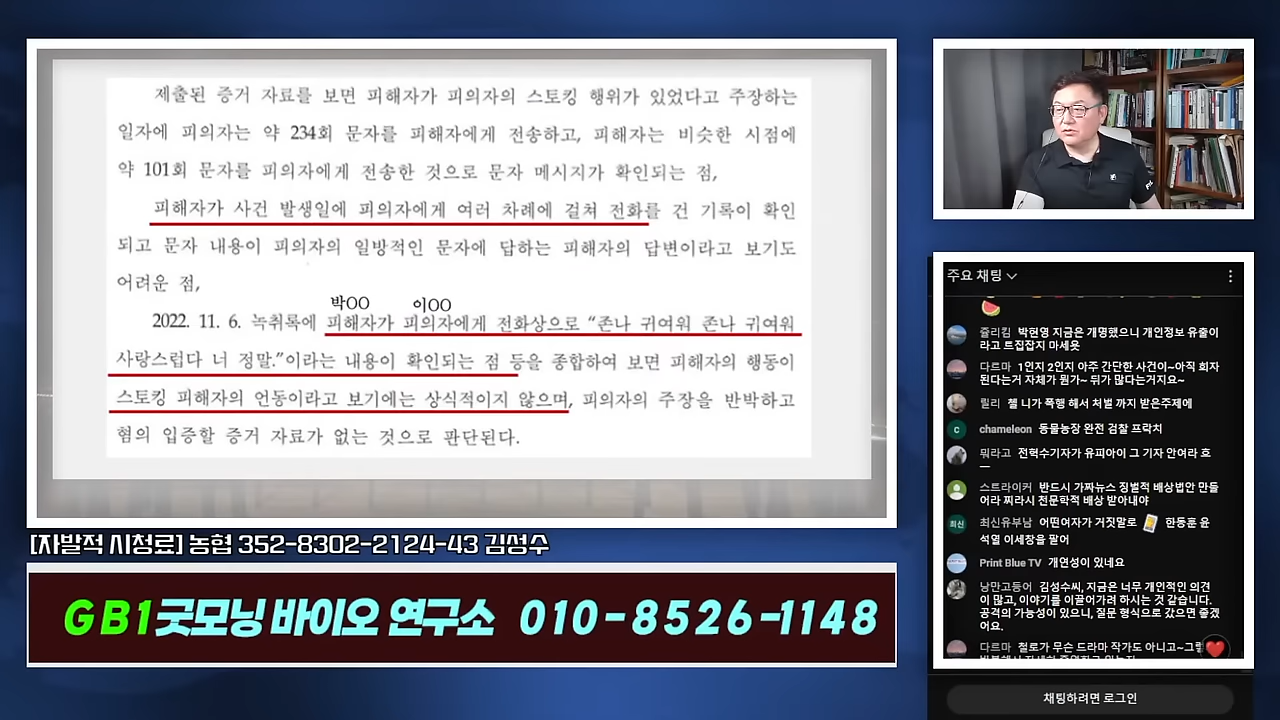 제출된 증거 자료를 보면 피해자가 피의자의 스토킹 행위가 있었다고 주장하는
일자에 피의자는 약 234회 문자를 피해자에게 전송하고, 피해자는 비슷한 시점에
약 101회 문자를 피의자에게 전송한 것으로 문자 메시지가 확인되는 점,
피해자가 사건 발생일에 피의자에게 여러 차례에 걸쳐 전화를 건 기록이 확인
되고 문자 내용이 피의자의 일방적인 문자에 답하는 피해자의 답변이라고 보기도
어려운 점,
박OO 이OO
2022. 11. 6. 녹취록에 피해자가 피의자에게 전화상으로 “존나 귀여워 존나 귀여워
사랑스럽다 너 정말.”이라는 내용이 확인되는 점 등을 종합하여 보면 피해자의 행동이
스토킹 피해자의 언동이라고 보기에는 상식적이지 않으며, 피의자의 주장을 반박하고
혐의 입증할 증거 자료가 없는 것으로 판단된다.
[자발적 시청료] 농협 352-8302-2124-43 김성수
GB1굿모닝 바이오 연구소 010-8526-1148
주요 채팅
쥴리킴 박현영 지금은 개명했으니 개인정보 유출이
라고 트집잡지 마세욧
다르마 1인지 2인지 아주 간단한 사건이~아직 회자
된다는거 자체가 뭔가~ 뒤가 많다는거지요~
릴리 첼 니가 폭행 해서 처벌 까지 받은주제에
chameleon 동물농장 완전 검찰 프락치
뭐라고 전혁수기자가 유피아이 그 기자 안여라 흐
ㅡ
스트라이커 반드시 가짜뉴스 징벌적 배상법안 만들
어라 찌라시 천문학적 배상 받아내야
최신
최신유부남 어떤여자가 거짓말로 한동훈 윤
석열 이세창을 팔어
Print Blue TV 개연성이 있네요
낭만고등어 김성수씨, 지금은 너무 개인적인 의견
이 많고, 이야기를 이끌어가려 하시는 것 같습니다.
공격의 가능성이 있으니, 질문 형식으로 갔으면 좋겠
어요.
다르마 첼로가 무슨 드라마 작가도 아니고~그렇
채팅하려면 로그인